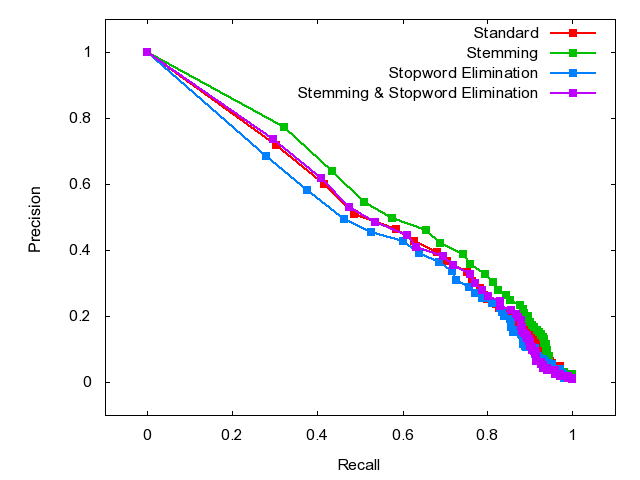 Standard
Stemming
Stopword Elimination
Stemming & Stopword Elimination
1
0.8
0.6
0.4
0.2
0
Precision
0 0.2 0.4 0.6 0.8 1
Recall